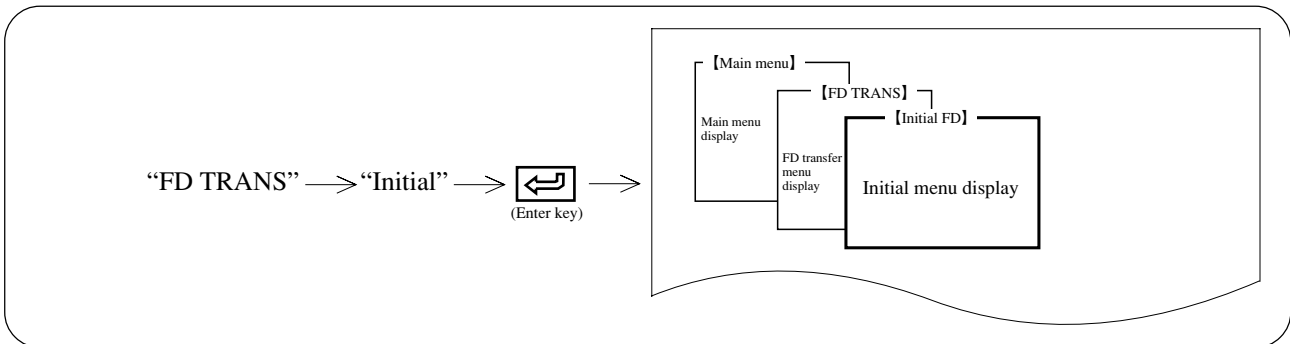 “FD TRANS” “Initial”
(Enter key)
【Main menu】
【FD TRANS】
【Initial FD】
Main menu
display
FD transfer
menu
display
Initial menu display